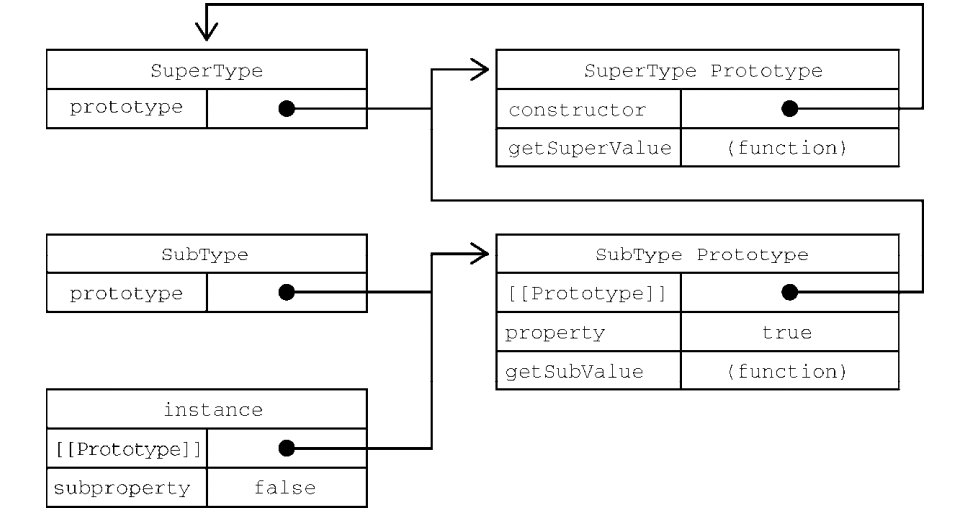 SuperType
prototype
SuperType Prototype
constructor
getSuperValue (function)
SubType
prototype
SubType Prototype
[[Prototype]]
property true
getSubValue (function)
instance
[[Prototype]]
subproperty false